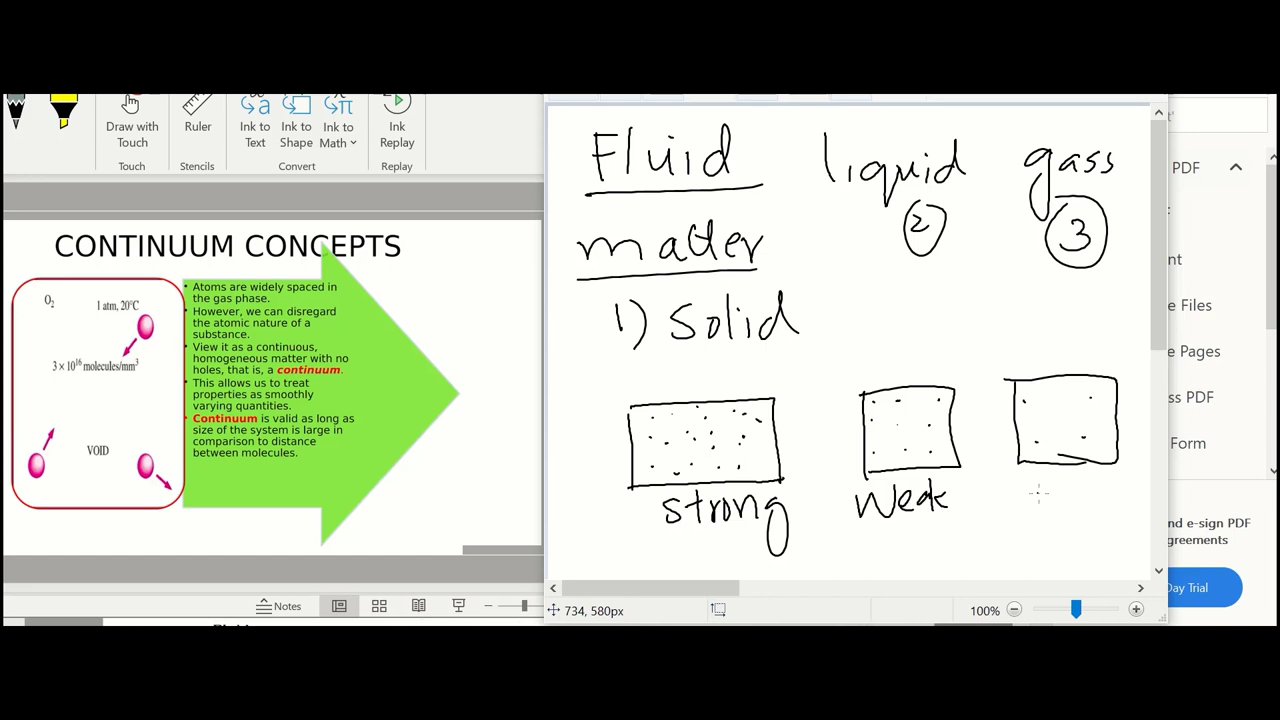 Draw with
Touch
Ruler
Ink to
Text
Ink to
Shape
Ink to
Math
Ink
Replay
Touch
Stencils
Convert
Replay
CONTINUUM CONCEPTS
O2
1 atm, 20°C
3 × 10^16 molecules/mm^3
VOID
• Atoms are widely spaced in
the gas phase.
• However, we can disregard
the atomic nature of a
substance.
• View it as a continuous,
homogeneous matter with no
holes, that is, a continuum.
• This allows us to treat
properties as smoothly
varying quantities.
• Continuum is valid as long as
size of the system is large in
comparison to distance
between molecules.
Notes
Fluid liquid gass
2 3
matter
1) Solid
strong weak
734, 580px
100%
PDF
ent
e Files
e Pages
ss PDF
Form
nd e-sign PDF
greements
Day Trial